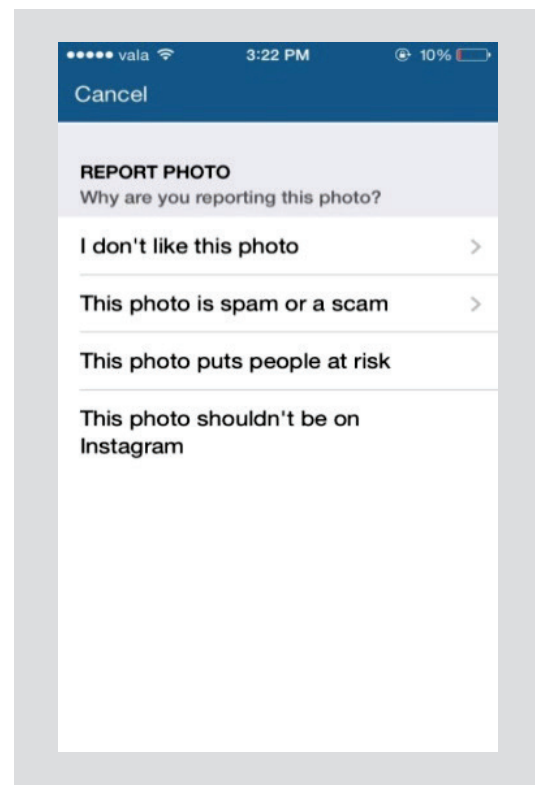 vala 3:22 PM 10%
Cancel
REPORT PHOTO
Why are you reporting this photo?
I don't like this photo
This photo is spam or a scam
This photo puts people at risk
This photo shouldn't be on
Instagram